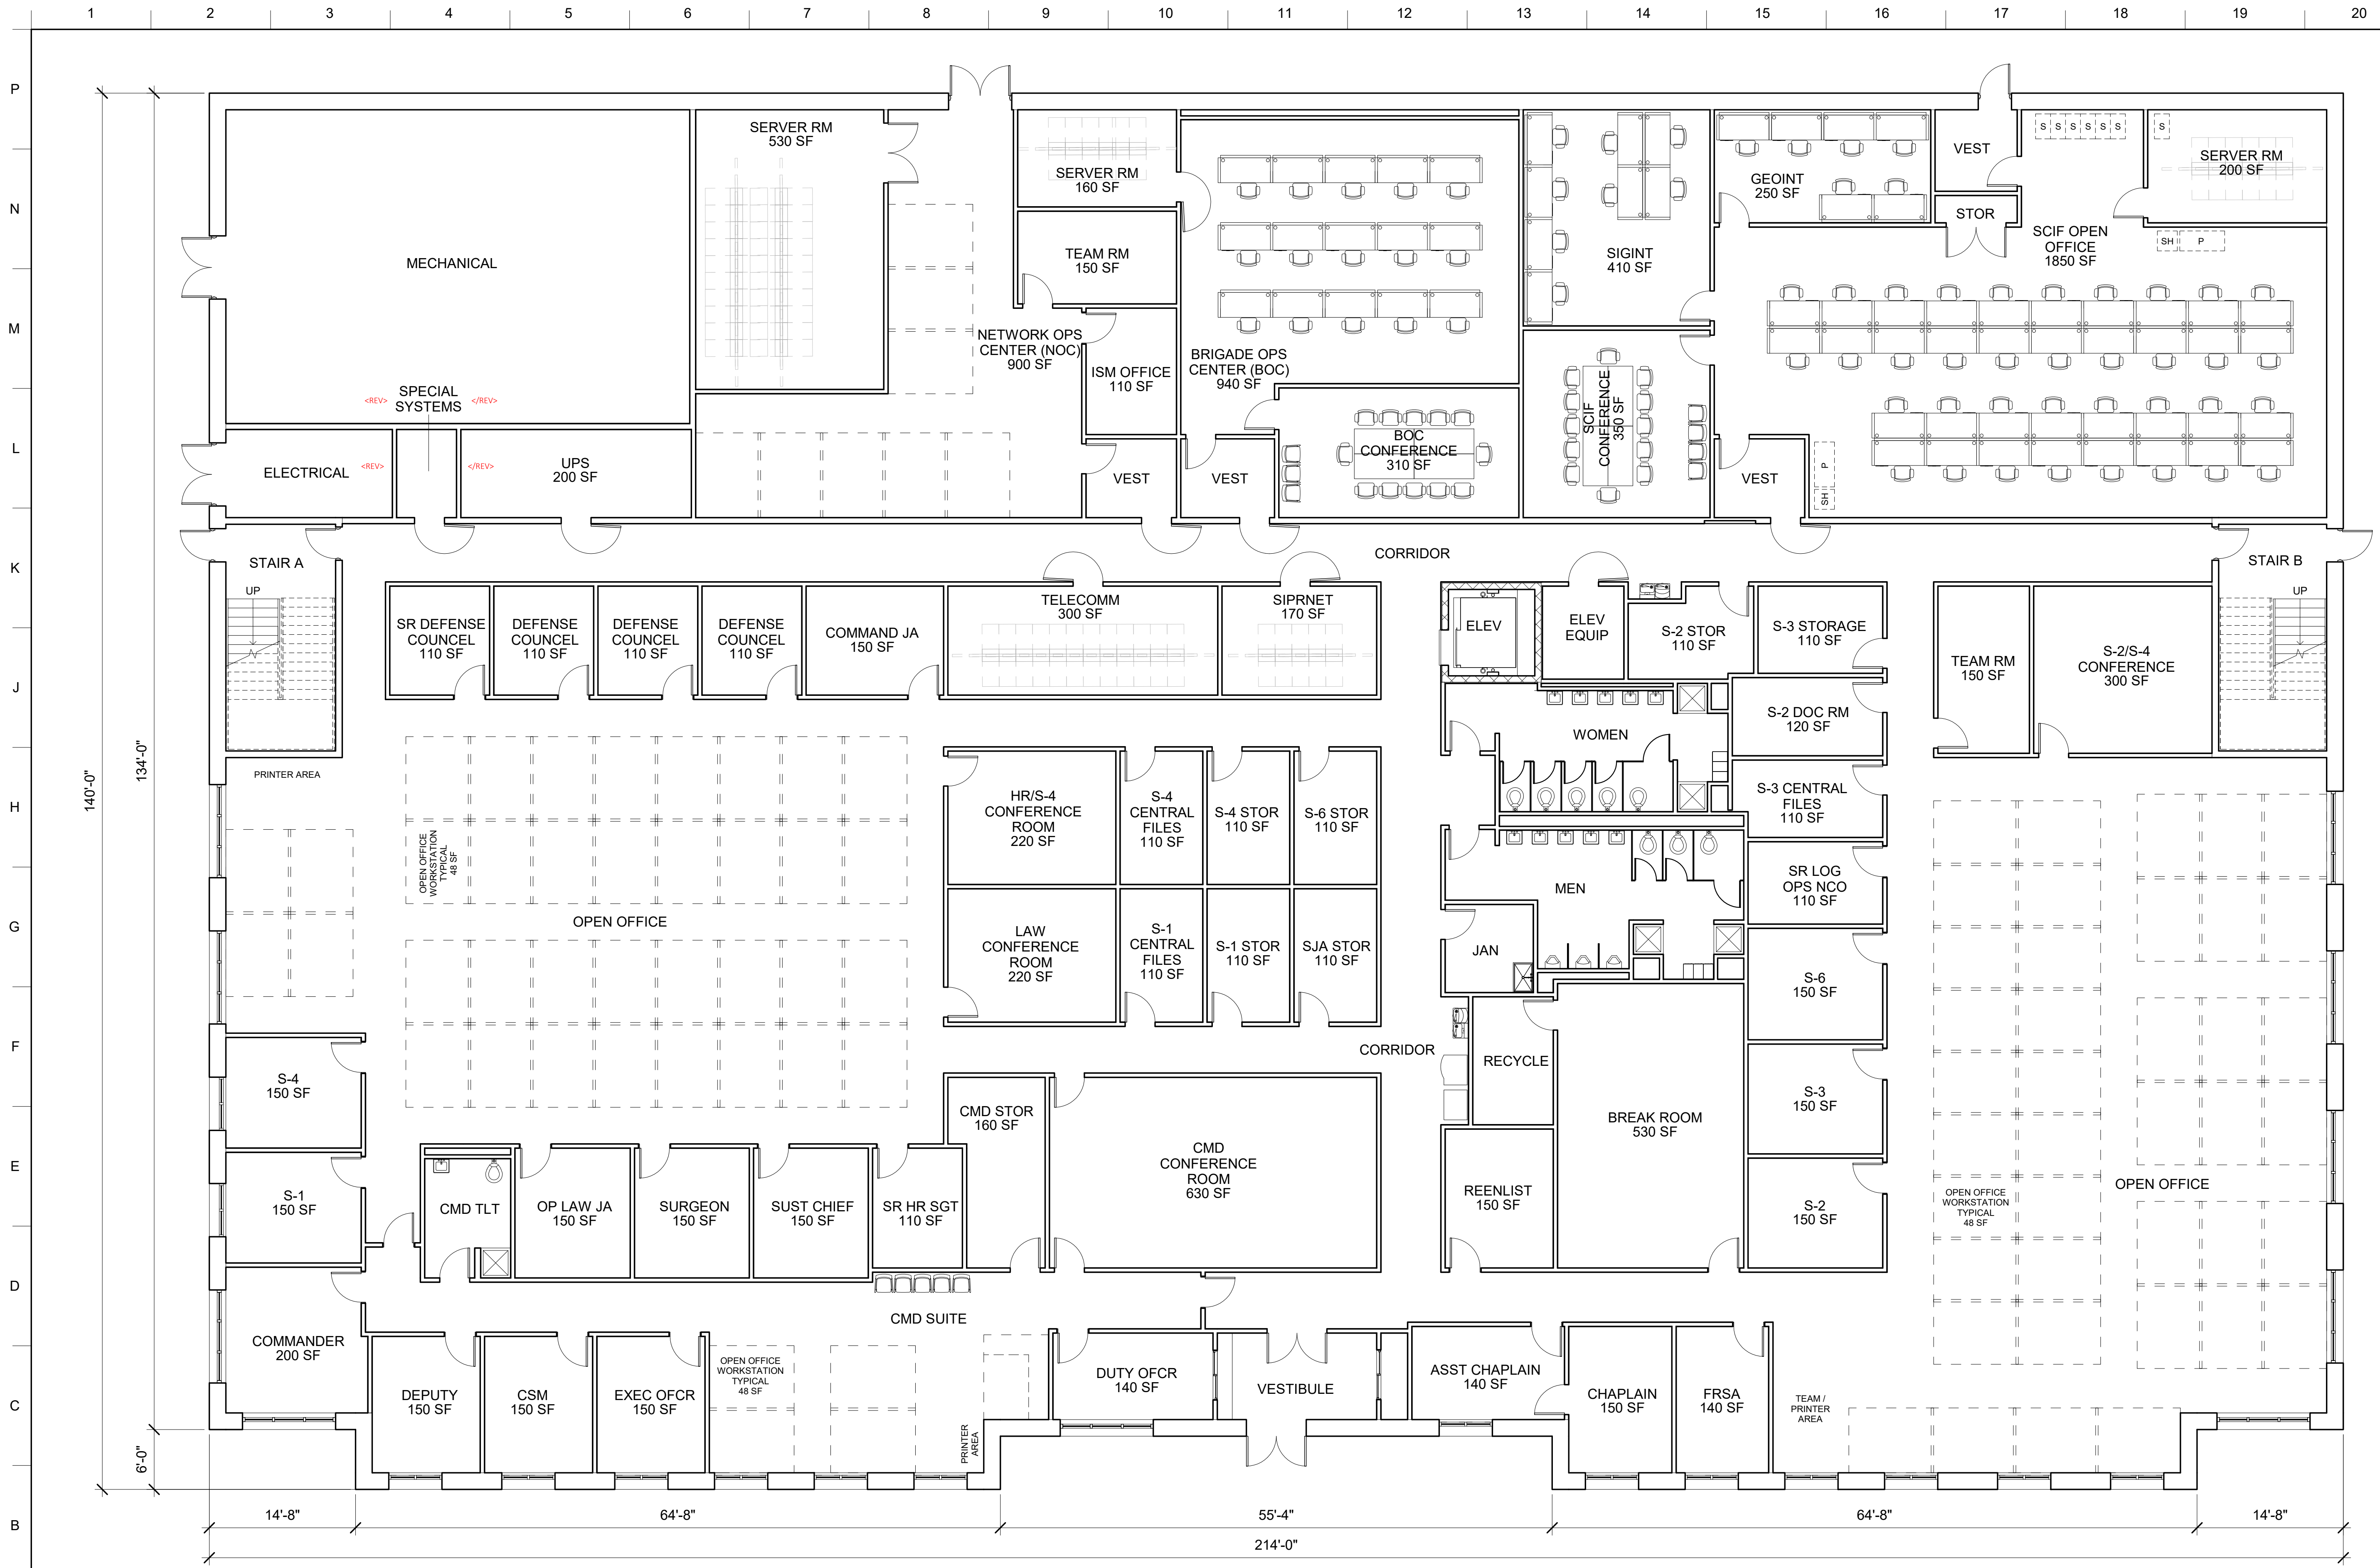 1 2 3 4 5 6 7 8 9 10 11 12 13 14 15 16 17 18 19 20
P
N
M
L
K
J
H
G
F
E
D
C
B
MECHANICAL
SERVER RM
530 SF
SERVER RM
160 SF
TEAM RM
150 SF
NETWORK OPS
CENTER (NOC)
900 SF
ISM OFFICE
110 SF
BRIGADE OPS
CENTER (BOC)
940 SF
SIGINT
410 SF
GEOINT
250 SF
VEST
STOR
S S S S S S
S
SERVER RM
200 SF
SCIF OPEN
OFFICE
1850 SF
SH P
<REV>
SPECIAL
SYSTEMS
</REV>
ELECTRICAL
<REV>
</REV>
UPS
200 SF
VEST
VEST
BOC
CONFERENCE
310 SF
SCIF
CONFERENCE
350 SF
VEST
P
SH
STAIR A
UP
CORRIDOR
STAIR B
UP
SR DEFENSE
COUNCEL
110 SF
DEFENSE
COUNCEL
110 SF
DEFENSE
COUNCEL
110 SF
DEFENSE
COUNCEL
110 SF
COMMAND JA
150 SF
TELECOMM
300 SF
SIPRNET
170 SF
ELEV
ELEV
EQUIP
S-2 STOR
110 SF
S-3 STORAGE
110 SF
TEAM RM
150 SF
S-2/S-4
CONFERENCE
300 SF
S-2 DOC RM
120 SF
WOMEN
PRINTER AREA
HR/S-4
CONFERENCE
ROOM
220 SF
S-4
CENTRAL
FILES
110 SF
S-4 STOR
110 SF
S-6 STOR
110 SF
S-3 CENTRAL
FILES
110 SF
OPEN OFFICE
WORKSTATION
TYPICAL
48 SF
OPEN OFFICE
MEN
SR LOG
OPS NCO
110 SF
LAW
CONFERENCE
ROOM
220 SF
S-1
CENTRAL
FILES
110 SF
S-1 STOR
110 SF
SJA STOR
110 SF
JAN
S-6
150 SF
CORRIDOR
RECYCLE
S-4
150 SF
S-3
150 SF
CMD STOR
160 SF
BREAK ROOM
530 SF
CMD
CONFERENCE
ROOM
630 SF
S-1
150 SF
CMD TLT
OP LAW JA
150 SF
SURGEON
150 SF
SUST CHIEF
150 SF
SR HR SGT
110 SF
REENLIST
150 SF
S-2
150 SF
OPEN OFFICE
WORKSTATION
TYPICAL
48 SF
OPEN OFFICE
CMD SUITE
COMMANDER
200 SF
DEPUTY
150 SF
CSM
150 SF
EXEC OFCR
150 SF
OPEN OFFICE
WORKSTATION
TYPICAL
48 SF
PRINTER
AREA
DUTY OFCR
140 SF
VESTIBULE
ASST CHAPLAIN
140 SF
CHAPLAIN
150 SF
FRSA
140 SF
TEAM /
PRINTER
AREA
140'-0"
134'-0"
6'-0"
14'-8"
64'-8"
55'-4"
64'-8"
14'-8"
214'-0"